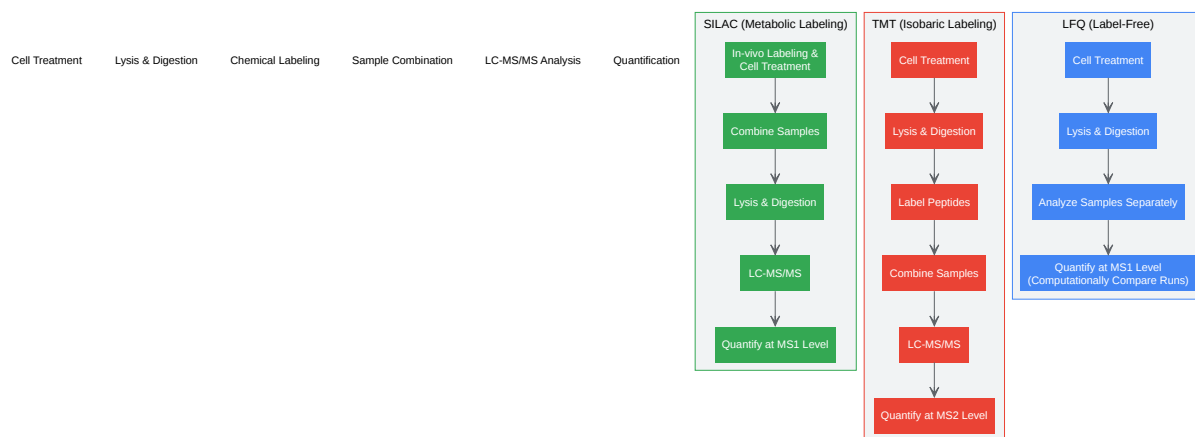 Cell Treatment
Lysis & Digestion
Chemical Labeling
Sample Combination
LC-MS/MS Analysis
Quantification
SILAC (Metabolic Labeling)
In-vivo Labeling &
Cell Treatment
Combine Samples
Lysis & Digestion
LC-MS/MS
Quantify at MS1 Level
TMT (Isobaric Labeling)
Cell Treatment
Lysis & Digestion
Label Peptides
Combine Samples
LC-MS/MS
Quantify at MS2 Level
LFQ (Label-Free)
Cell Treatment
Lysis & Digestion
Analyze Samples Separately
Quantify at MS1 Level
(Computationally Compare Runs)